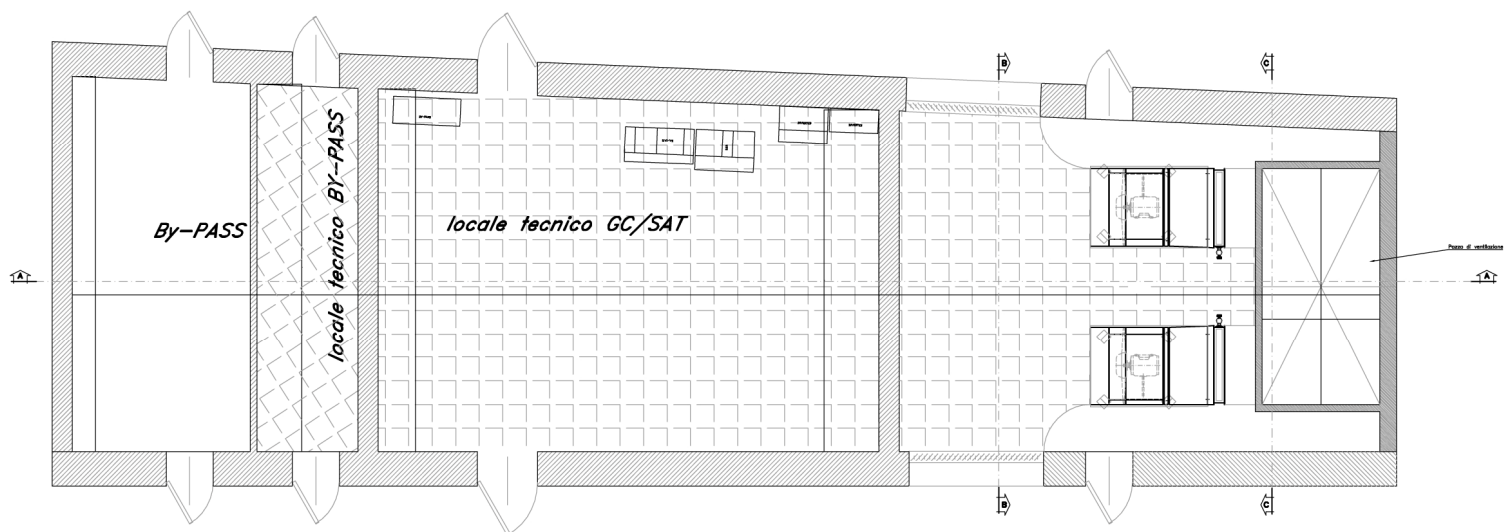 B
C
By-PASS
locale tecnico BY-PASS
locale tecnico GC/SAT
Pozzo di ventilazione
A
A
B
C